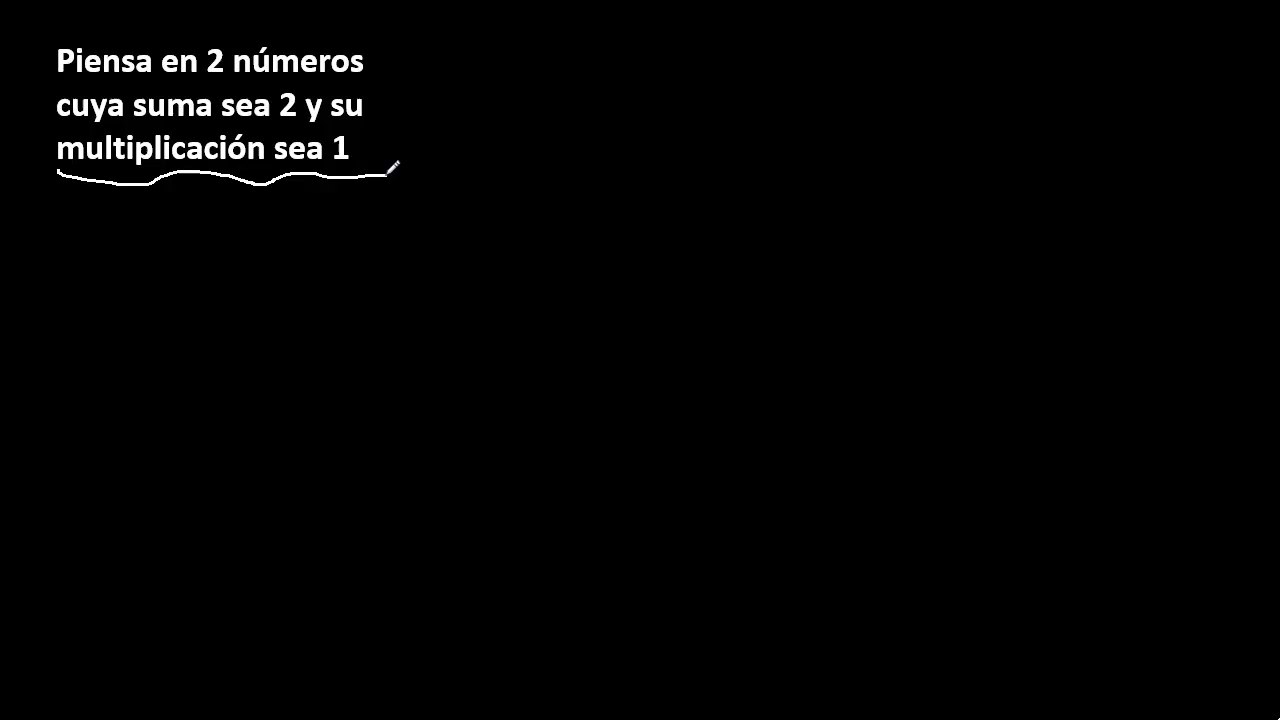 Piensa en 2 números
cuya suma sea 2 y su
multiplicación sea 1